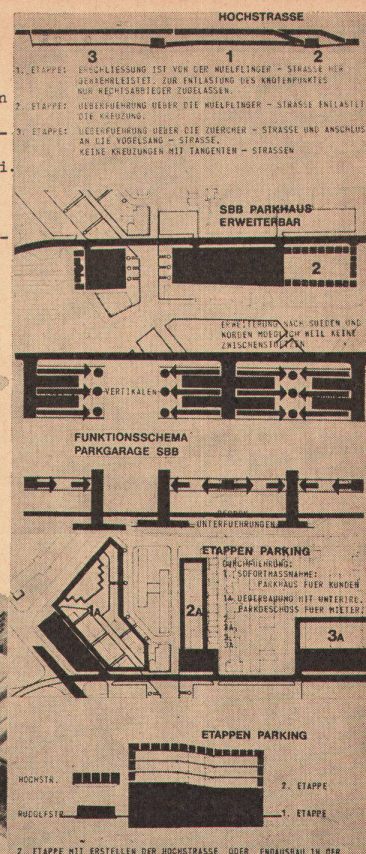 HOCHSTRASSE
3 1 2
1. ETAPPE: ERSCHLIESSUNG IST VON DER WUELFLINGER - STRASSE HER
GEWAEHRLEISTET. ZUR ENTLASTUNG DES KNOTENPUNKTES
NUR RECHTSABBIEGER ZUGELASSEN.
2. ETAPPE: UEBERFUEHRUNG UEBER DIE WUELFLINGER - STRASSE ENTLASTET
DIE KREUZUNG.
3. ETAPPE: UEBERFUEHRUNG UEBER DIE ZUERCHER - STRASSE UND ANSCHLUSS
AN DIE VOGELSANG - STRASSE.
KEINE KREUZUNGEN MIT TANGENTEN - STRASSEN
SBB PARKHAUS
ERWEITERBAR
2
ERWEITERUNG NACH SUEDEN UND
NORDEN MOEGLICH WEIL KEINE
ZWISCHENSTUETZEN
VERTIKALEN
FUNKTIONSSCHEMA
PARKGARAGE SBB
UNTERFUEHRUNGEN
ETAPPEN PARKING
DURCHFUEHRUNG:
1. SOFORTMASSNAHME:
PARKHAUS FUER KUNDEN
1A UEBERBAUUNG MIT UNTERIRD.
PARKGESCHOSS FUER MIETER.
2.
2A.
3.
3A.
1A
2A
3A
ETAPPEN PARKING
HOCHSTR.
2. ETAPPE
RUDOLFSTR.
1. ETAPPE
2. ETAPPE MIT ERSTELLEN DER HOCHSTRASSE ODER ENDAUSBAU IN DER